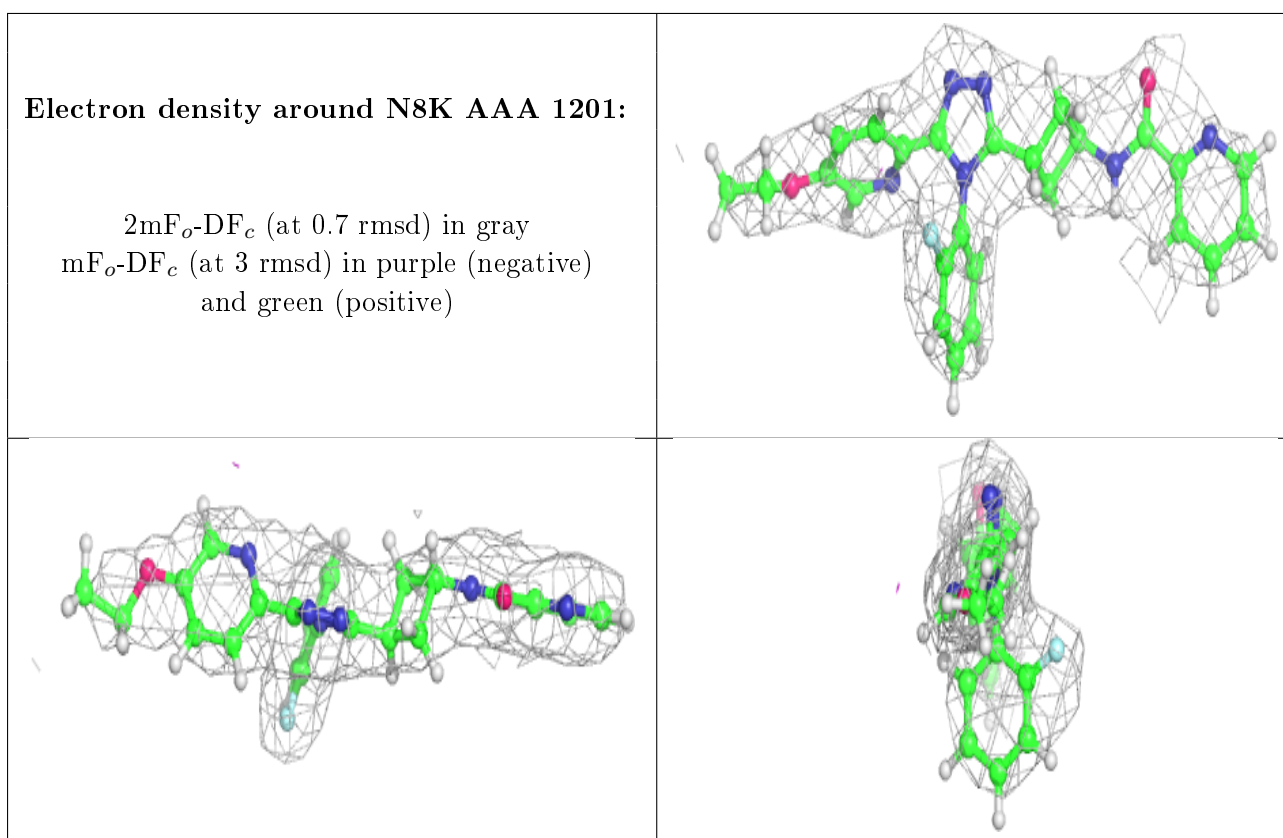 Electron density around N8K AAA 1201:
2mFₒ-DF𝒸 (at 0.7 rmsd) in gray
mFₒ-DF𝒸 (at 3 rmsd) in purple (negative)
and green (positive)